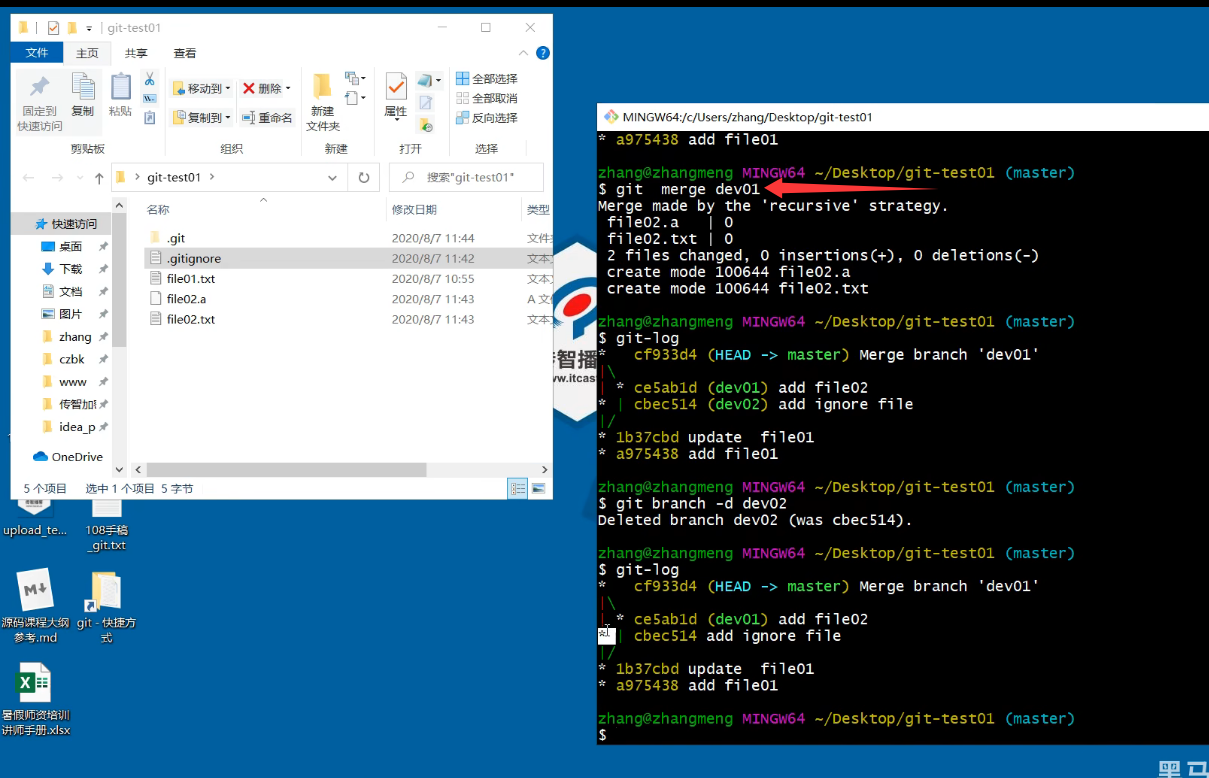 git-test01
文件 主页 共享 查看
固定到快速访问
复制
粘贴
剪贴板
移动到
复制到
删除
重命名
组织
新建文件夹
新建
属性
打开
全部选择
全部取消
反向选择
选择
git-test01
搜索"git-test01"
名称 修改日期 类型
.git 2020/8/7 11:44 文件
.gitignore 2020/8/7 11:42 文本
file01.txt 2020/8/7 10:55 文本
file02.a 2020/8/7 11:43 A 文
file02.txt 2020/8/7 11:43 文本
快速访问
桌面
下载
文档
图片
zhang
czbk
www
传智加
idea_p
OneDrive
5 个项目 选中 1 个项目 5 字节
upload_te...
108手稿_git.txt
源码课程大纲参考.md
git - 快捷方式
暑假师资培训讲师手册.xlsx
智播
w.itcas
MINGW64:/c/Users/zhang/Desktop/git-test01
* a975438 add file01
zhang@zhangmeng MINGW64 ~/Desktop/git-test01 (master)
$ git  merge dev01
Merge made by the 'recursive' strategy.
 file02.a   | 0
 file02.txt | 0
 2 files changed, 0 insertions(+), 0 deletions(-)
 create mode 100644 file02.a
 create mode 100644 file02.txt
zhang@zhangmeng MINGW64 ~/Desktop/git-test01 (master)
$ git-log
*   cf933d4 (HEAD -> master) Merge branch 'dev01'
|\
| * ce5ab1d (dev01) add file02
* | cbec514 (dev02) add ignore file
|/
* 1b37cbd update  file01
* a975438 add file01
zhang@zhangmeng MINGW64 ~/Desktop/git-test01 (master)
$ git branch -d dev02
Deleted branch dev02 (was cbec514).
zhang@zhangmeng MINGW64 ~/Desktop/git-test01 (master)
$ git-log
*   cf933d4 (HEAD -> master) Merge branch 'dev01'
|\
| * ce5ab1d (dev01) add file02
* | cbec514 add ignore file
|/
* 1b37cbd update  file01
* a975438 add file01
zhang@zhangmeng MINGW64 ~/Desktop/git-test01 (master)
$